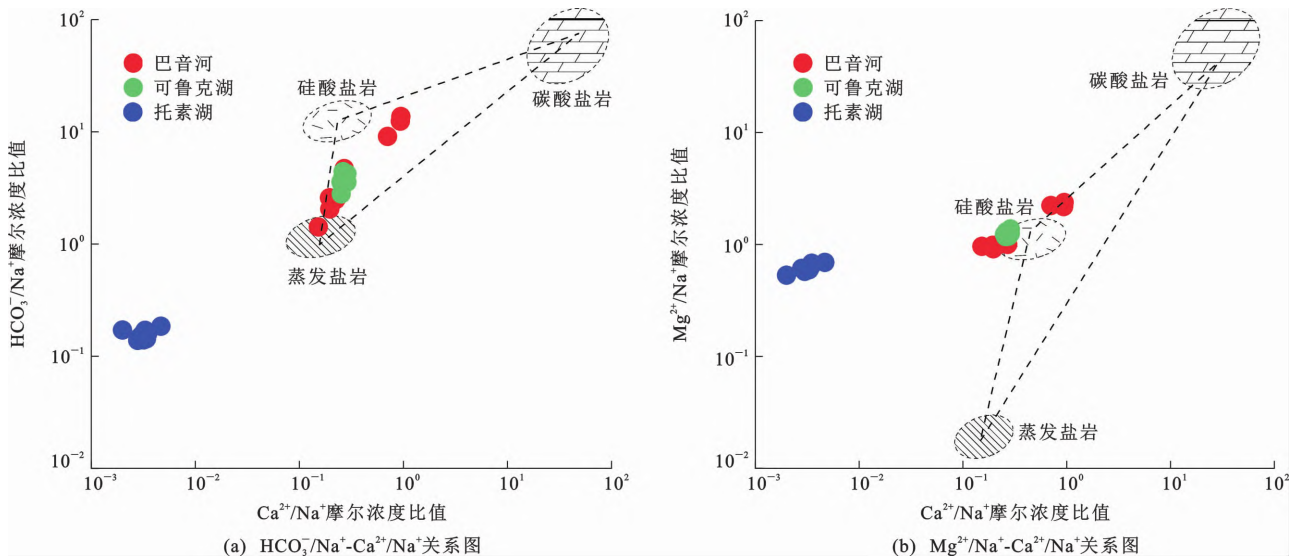 10²
10¹
10⁰
10⁻¹
10⁻²
HCO₃⁻/Na⁺摩尔浓度比值
巴音河
可鲁克湖
托素湖
硅酸盐岩
碳酸盐岩
蒸发盐岩
10⁻³
10⁻²
10⁻¹
10⁰
10¹
10²
Ca²⁺/Na⁺摩尔浓度比值
(a) HCO₃⁻/Na⁺-Ca²⁺/Na⁺关系图
10²
10¹
10⁰
10⁻¹
10⁻²
Mg²⁺/Na⁺摩尔浓度比值
巴音河
可鲁克湖
托素湖
碳酸盐岩
硅酸盐岩
蒸发盐岩
10⁻³
10⁻²
10⁻¹
10⁰
10¹
10²
Ca²⁺/Na⁺摩尔浓度比值
(b) Mg²⁺/Na⁺-Ca²⁺/Na⁺关系图